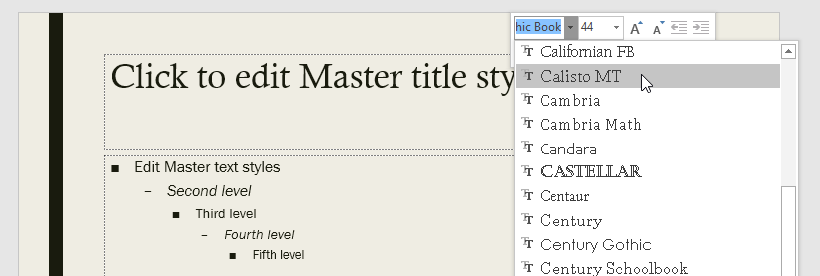 hic Book 44
Click to edit Master title sty
Edit Master text styles
Second level
Third level
Fourth level
Fifth level
Californian FB
Calisto MT
Cambria
Cambria Math
Candara
CASTELLAR
Centaur
Century
Century Gothic
Century Schoolbook